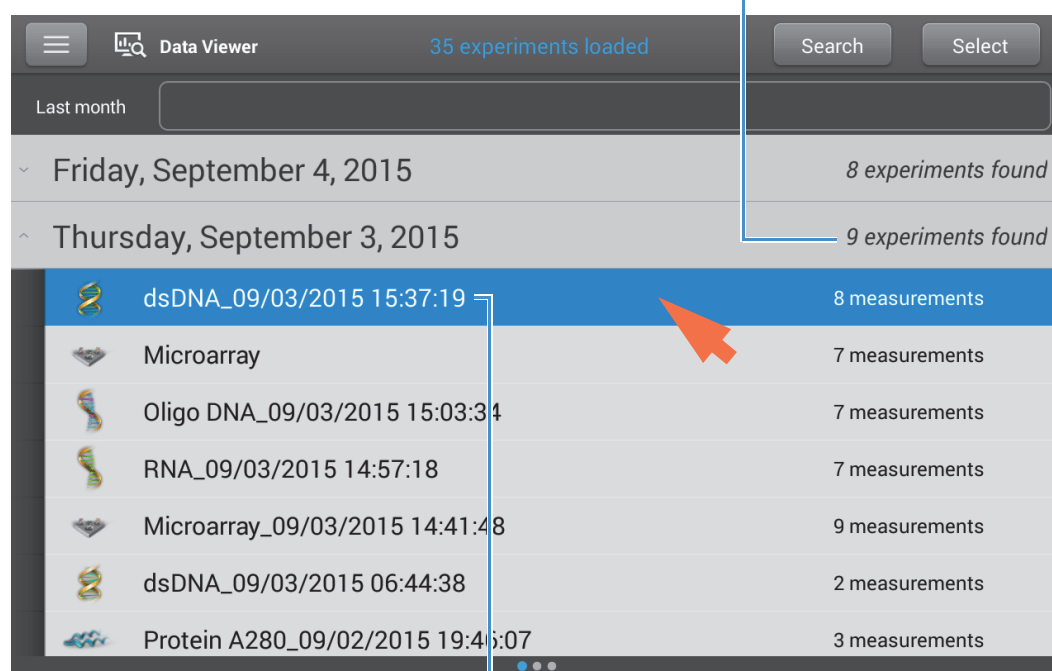 Data Viewer 35 experiments loaded Search Select
Last month
Friday, September 4, 2015 8 experiments found
Thursday, September 3, 2015 9 experiments found
dsDNA_09/03/2015 15:37:19 8 measurements
Microarray 7 measurements
Oligo DNA_09/03/2015 15:03:34 7 measurements
RNA_09/03/2015 14:57:18 7 measurements
Microarray_09/03/2015 14:41:48 9 measurements
dsDNA_09/03/2015 06:44:38 2 measurements
Protein A280_09/02/2015 19:46:07 3 measurements